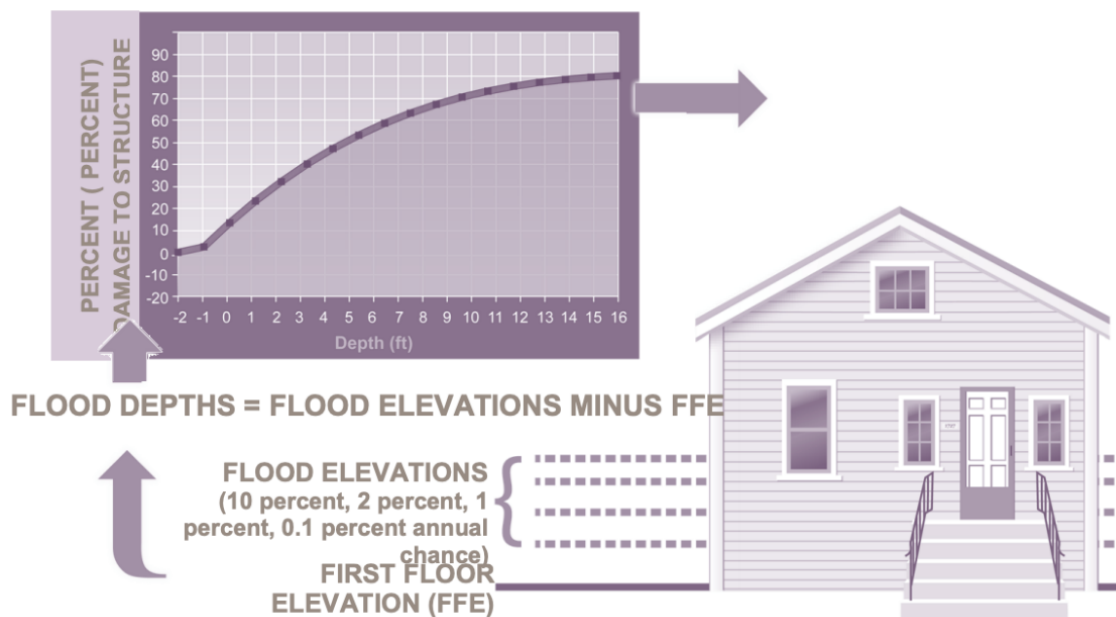 PERCENT ( PERCENT)
DAMAGE TO STRUCTURE
90
80
70
60
50
40
30
20
10
0
-10
-20
-2 -1 0 1 2 3 4 5 6 7 8 9 10 11 12 13 14 15 16
Depth (ft)
FLOOD DEPTHS = FLOOD ELEVATIONS MINUS FFE
FLOOD ELEVATIONS
(10 percent, 2 percent, 1
percent, 0.1 percent annual
chance)
FIRST FLOOR
ELEVATION (FFE)